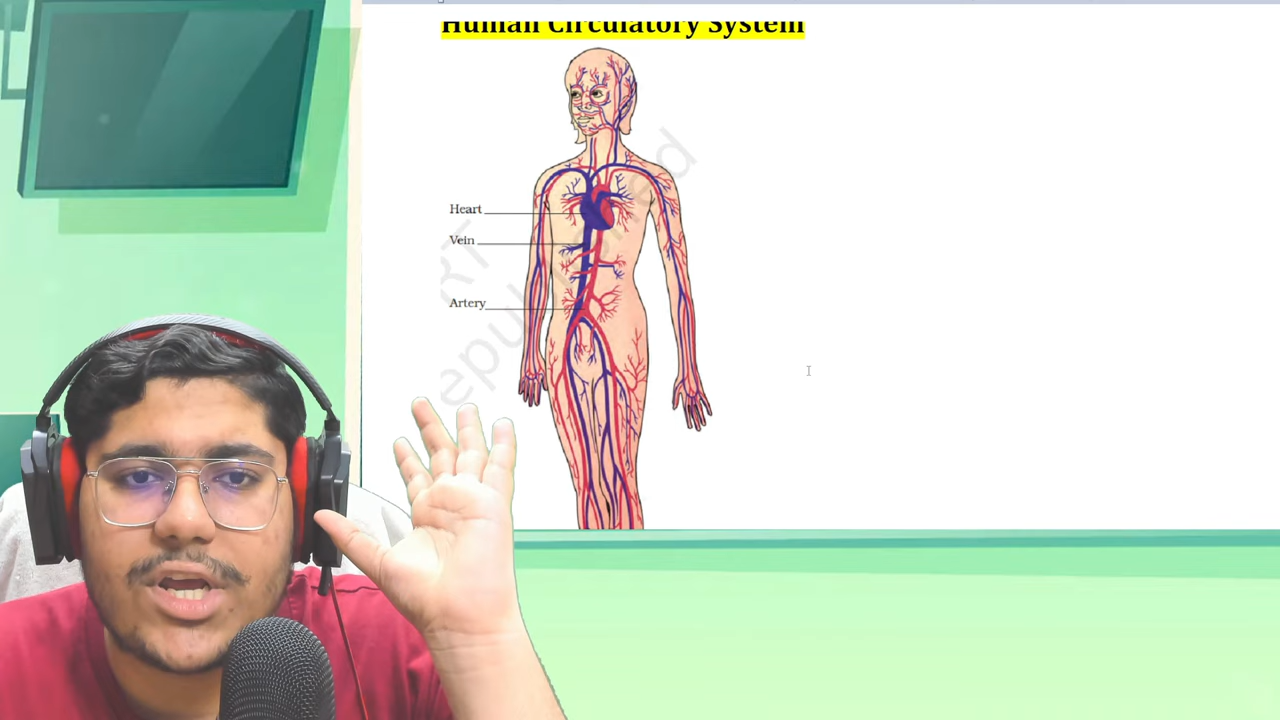 Human Circulatory System
Heart
Vein
Artery